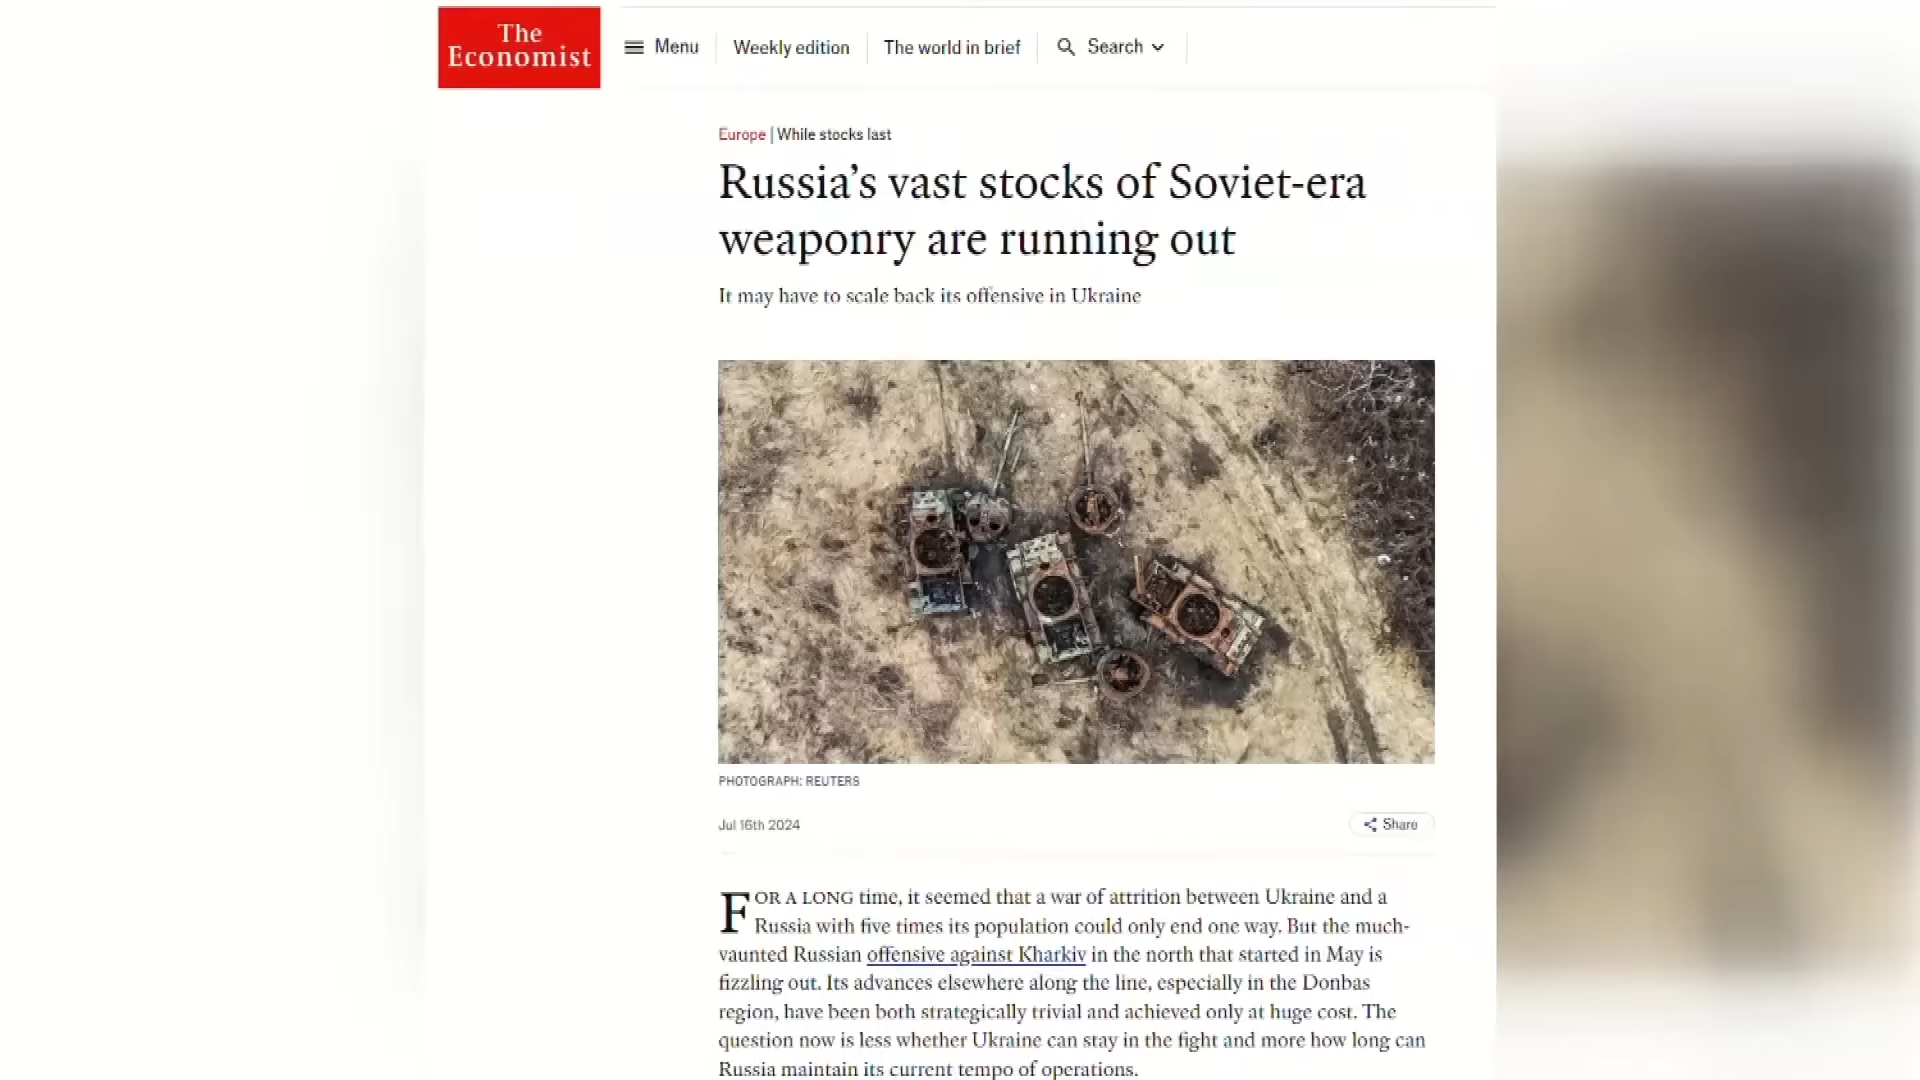 The
Economist
Menu
Weekly edition
The world in brief
Search
Europe | While stocks last
Russia's vast stocks of Soviet-era
weaponry are running out
It may have to scale back its offensive in Ukraine
PHOTOGRAPH: REUTERS
Jul 16th 2024
Share
FOR A LONG time, it seemed that a war of attrition between Ukraine and a
Russia with five times its population could only end one way. But the much-
vaunted Russian offensive against Kharkiv in the north that started in May is
fizzling out. Its advances elsewhere along the line, especially in the Donbas
region, have been both strategically trivial and achieved only at huge cost. The
question now is less whether Ukraine can stay in the fight and more how long can
Russia maintain its current tempo of operations.